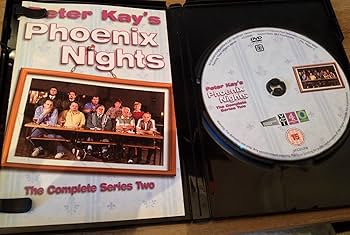 Peter Kay's
Phoenix
Nights
The Complete Series Two
DVD
Peter Kay's
Phoenix
Nights
The Complete
Series Two
15